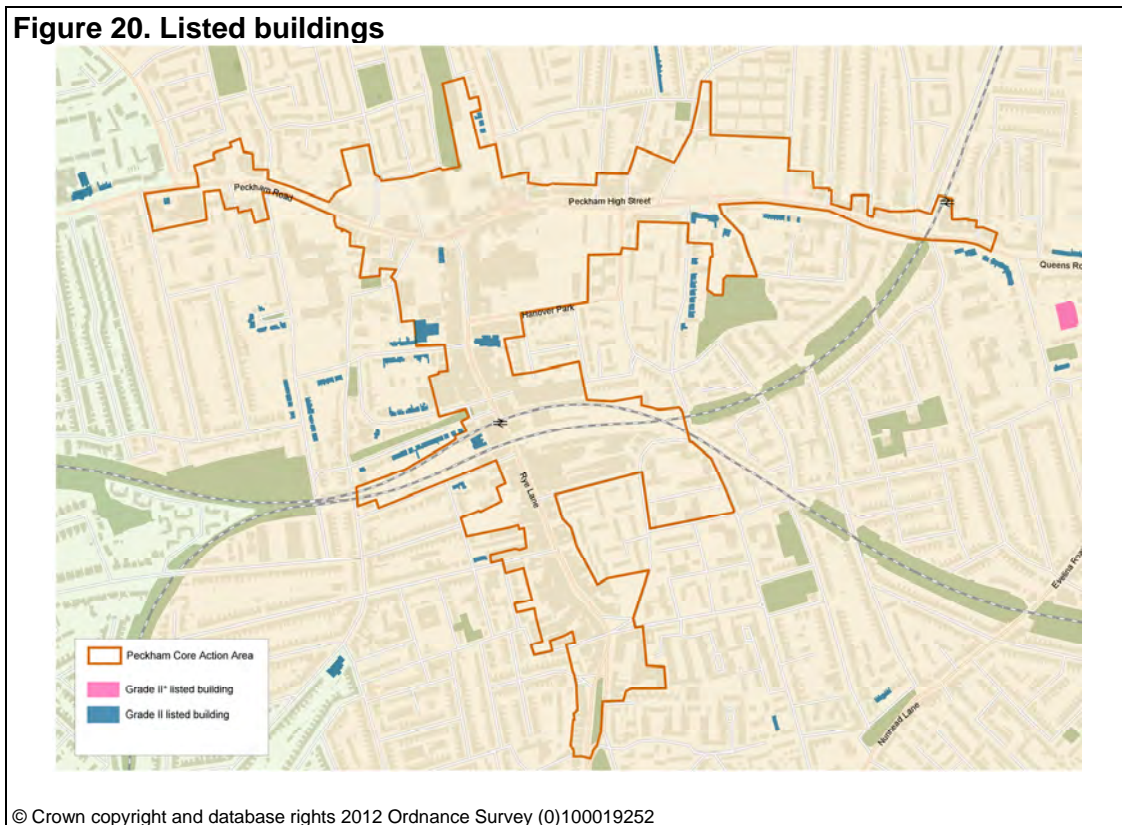 Figure 20. Listed buildings
Peckham Road
Peckham High Street
Queens Ro
Hanover Park
Rye Lane
Evelina Roa
Nunhead Lane
Peckham Core Action Area
Grade II* listed building
Grade II listed building
© Crown copyright and database rights 2012 Ordnance Survey (0)100019252